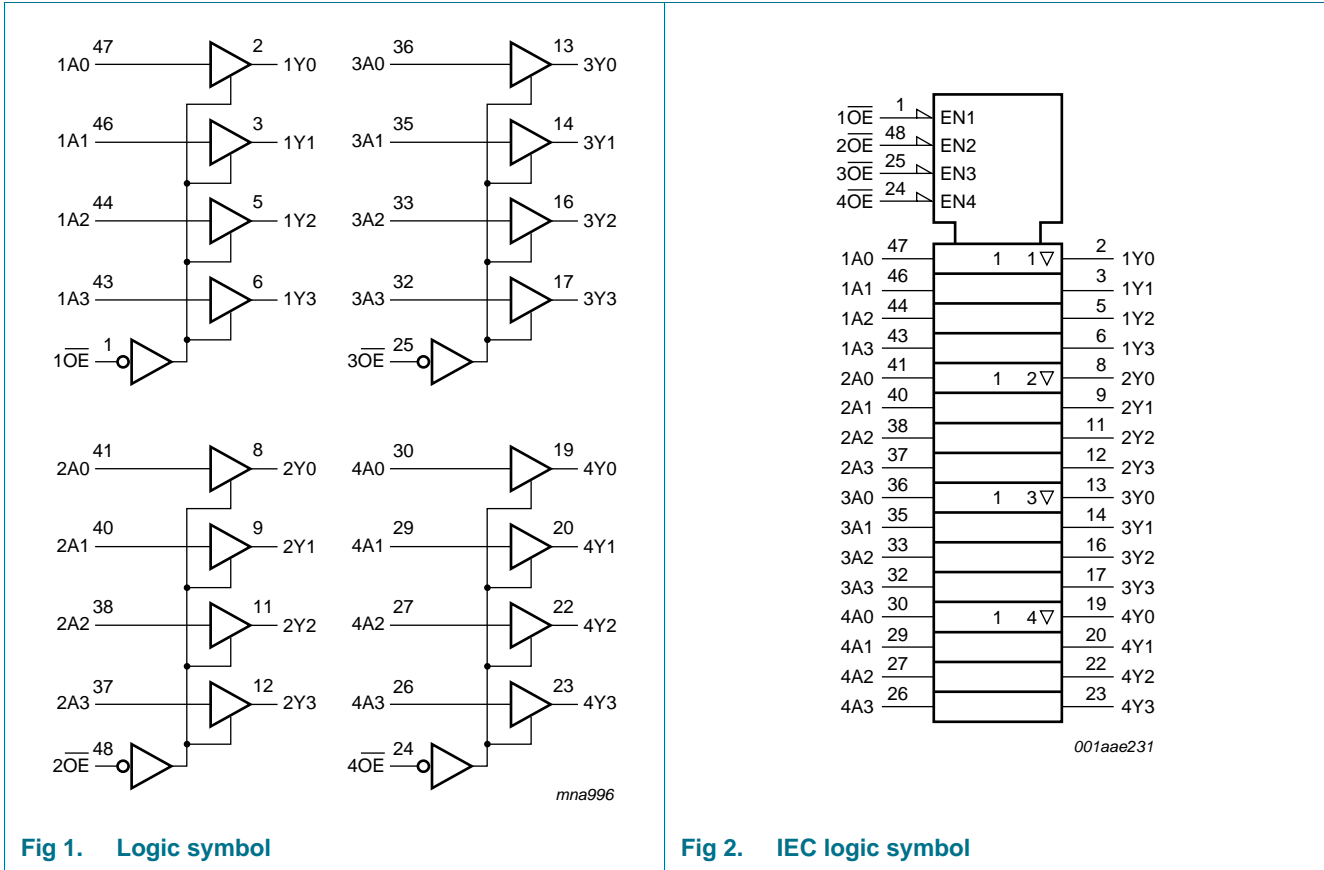 47 2 36 13
1A0 1Y0 3A0 3Y0
46 3 35 14
1A1 1Y1 3A1 3Y1
44 5 33 16
1A2 1Y2 3A2 3Y2
43 6 32 17
1A3 1Y3 3A3 3Y3
1O̅E̅ 1 3O̅E̅ 25
41 8 30 19
2A0 2Y0 4A0 4Y0
40 9 29 20
2A1 2Y1 4A1 4Y1
38 11 27 22
2A2 2Y2 4A2 4Y2
37 12 26 23
2A3 2Y3 4A3 4Y3
2O̅E̅ 48 4O̅E̅ 24
mna996
Fig 1. Logic symbol
1O̅E̅ 1 EN1
2O̅E̅ 48 EN2
3O̅E̅ 25 EN3
4O̅E̅ 24 EN4
1A0 47 1 1▽ 2 1Y0
1A1 46 3 1Y1
1A2 44 5 1Y2
1A3 43 6 1Y3
2A0 41 1 2▽ 8 2Y0
2A1 40 9 2Y1
2A2 38 11 2Y2
2A3 37 12 2Y3
3A0 36 1 3▽ 13 3Y0
3A1 35 14 3Y1
3A2 33 16 3Y2
3A3 32 17 3Y3
4A0 30 1 4▽ 19 4Y0
4A1 29 20 4Y1
4A2 27 22 4Y2
4A3 26 23 4Y3
001aae231
Fig 2. IEC logic symbol